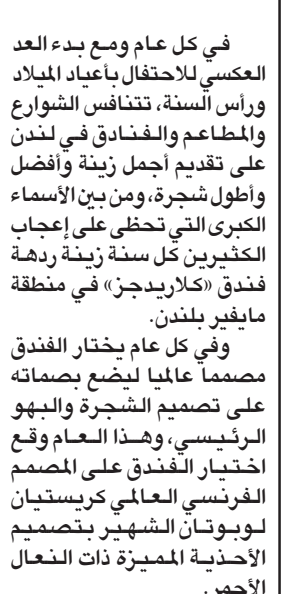 في كل عام ومع بدء العد
العكسي للاحتفال بأعياد الميلاد
ورأس السنة، تتنافس الشوارع
والمطاعم والفنادق في لندن
على تقديم أجمل زينة وأفضل
وأطول شجرة، ومن بين الأسماء
الكبرى التي تحظى على إعجاب
الكثيرين كل سنة زينة ردهة
فندق «كلاريدجز» في منطقة
مايفير بلندن.
وفي كل عام يختار الفندق
مصمماً عالمياً ليضع بصماته
على تصميم الشجرة والبهو
الرئيسي، وهذا العام وقع
اختيار الفندق على المصمم
الفرنسي العالمي كريستيان
لوبوتان الشهير بتصميم
الأحذية المميزة ذات النعال
الأحمر.